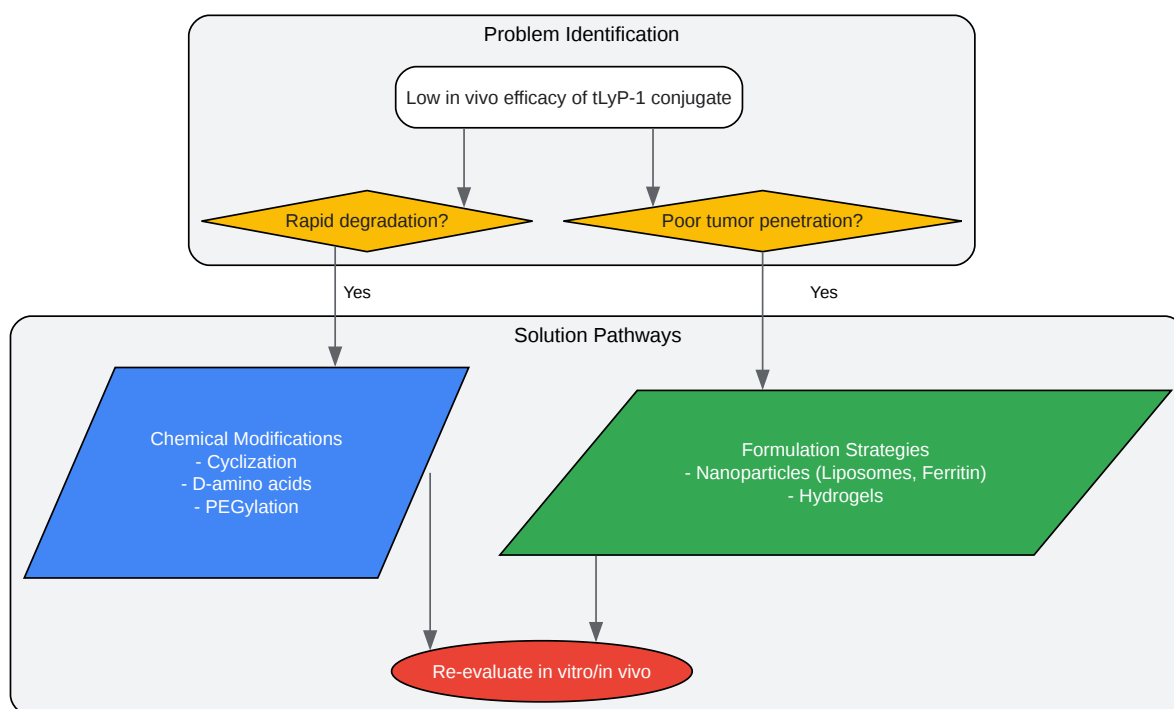 Problem Identification
Low in vivo efficacy of tLyP-1 conjugate
Rapid degradation?
Poor tumor penetration?
Yes
Yes
Solution Pathways
Chemical Modifications
- Cyclization
- D-amino acids
- PEGylation
Formulation Strategies
- Nanoparticles (Liposomes, Ferritin)
- Hydrogels
Re-evaluate in vitro/in vivo